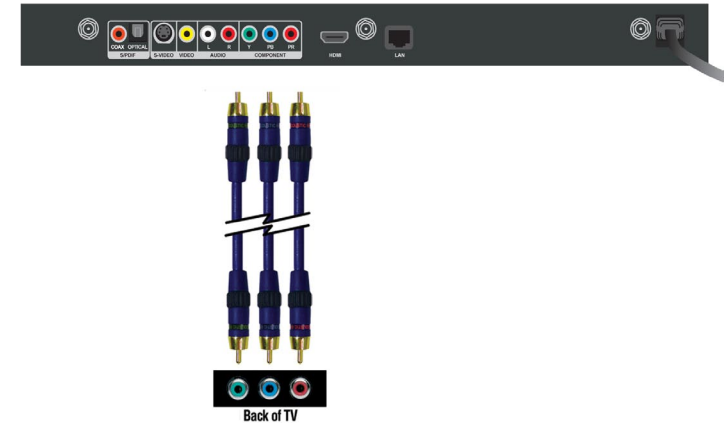 COAX OPTICAL
S/PDIF
S-VIDEO
VIDEO
L R
AUDIO
Y PB PR
COMPONENT
HDMI
LAN
Back of TV